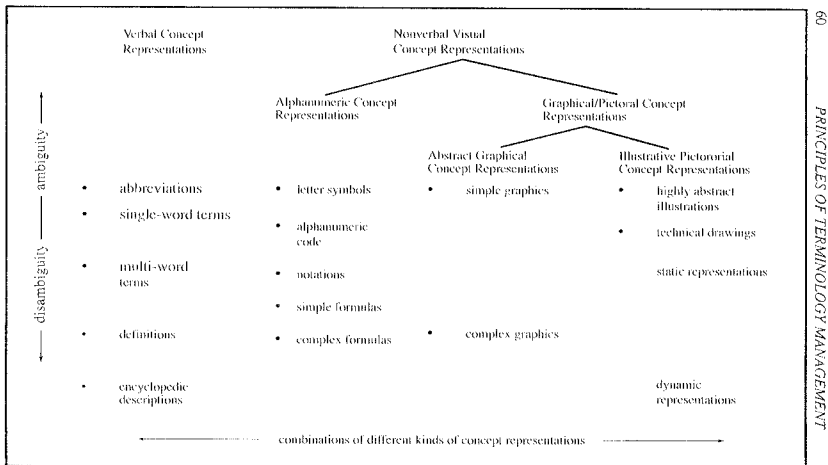 60
PRINCIPLES OF TERMINOLOGY MANAGEMENT
Verbal Concept
Representations
Nonverbal Visual
Concept Representations
Alphanumeric Concept
Representations
Graphical/Pictoral Concept
Representations
Abstract Graphical
Concept Representations
Illustrative Pictororial
Concept Representations
disambiguity
ambiguity
• abbreviations
• single-word terms
• multi-word
terms
• definitions
• encyclopedic
descriptions
• letter symbols
• alphanumeric
code
• notations
• simple formulas
• complex formulas
• simple graphics
• complex graphics
• highly abstract
illustrations
• technical drawings
static representations
dynamic
representations
combinations of different kinds of concept representations